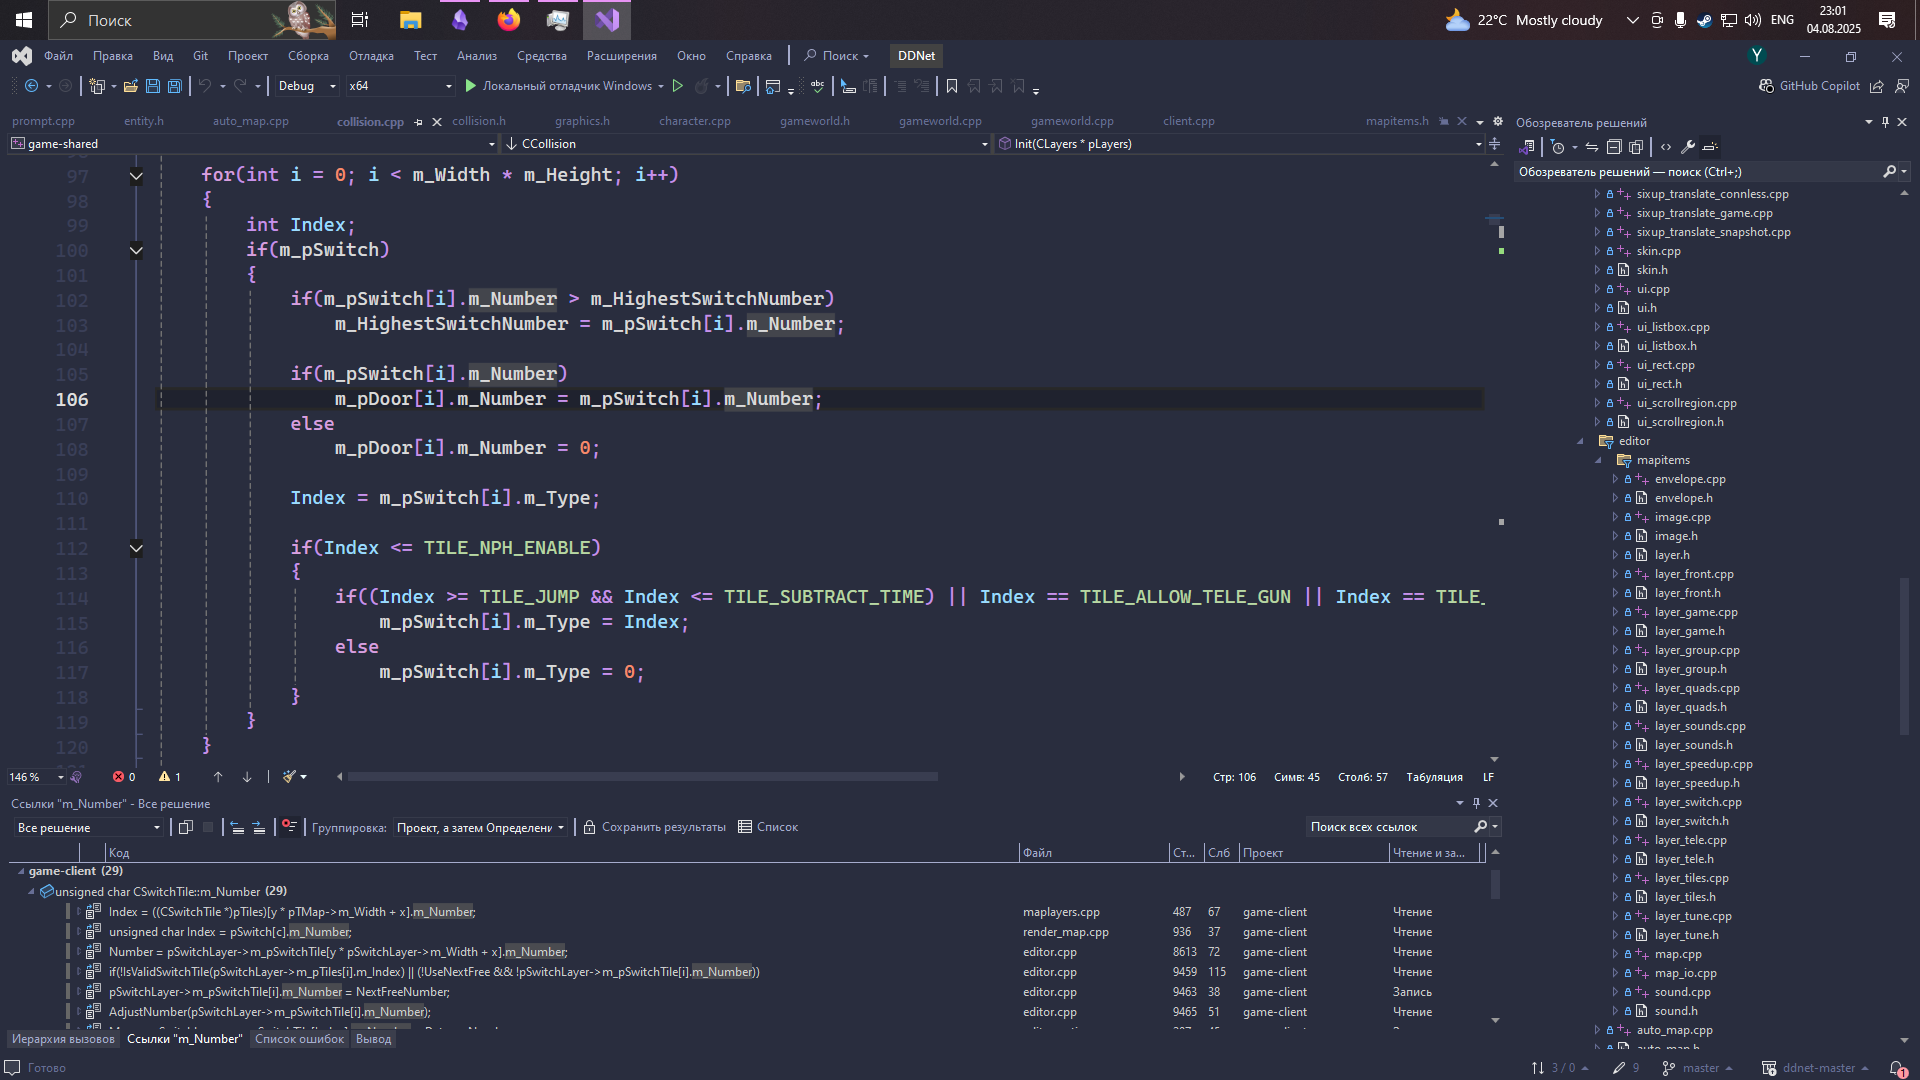 Поиск
22°C Mostly cloudy
ENG
23:01
04.08.2025
Файл Правка Вид Git Проект Сборка Отладка Тест Анализ Средства Расширения Окно Справка Поиск DDNet
Y
Debug x64 Локальный отладчик Windows GitHub Copilot
prompt.cpp entity.h auto_map.cpp collision.cpp collision.h graphics.h character.cpp gameworld.h gameworld.cpp gameworld.cpp client.cpp mapitems.h
game-shared CCollision Init(CLayers * pLayers)
97 for(int i = 0; i < m_Width * m_Height; i++)
98 {
99 int Index;
100 if(m_pSwitch)
101 {
102 if(m_pSwitch[i].m_Number > m_HighestSwitchNumber)
103 m_HighestSwitchNumber = m_pSwitch[i].m_Number;
104
105 if(m_pSwitch[i].m_Number)
106 m_pDoor[i].m_Number = m_pSwitch[i].m_Number;
107 else
108 m_pDoor[i].m_Number = 0;
109
110 Index = m_pSwitch[i].m_Type;
111
112 if(Index <= TILE_NPH_ENABLE)
113 {
114 if((Index >= TILE_JUMP && Index <= TILE_SUBTRACT_TIME) || Index == TILE_ALLOW_TELE_GUN || Index == TILE_
115 m_pSwitch[i].m_Type = Index;
116 else
117 m_pSwitch[i].m_Type = 0;
118 }
119 }
120 }
146 % 0 1 Стр: 106 Симв: 45 Столб: 57 Табуляция LF
Ссылки "m_Number" - Все решение
Все решение Группировка: Проект, а затем Определени Сохранить результаты Список Поиск всех ссылок
Код Файл Ст... Слб Проект Чтение и за...
game-client (29)
unsigned char CSwitchTile::m_Number (29)
Index = ((CSwitchTile *)pTiles)[y * pTMap->m_Width + x].m_Number; maplayers.cpp 487 67 game-client Чтение
unsigned char Index = pSwitch[c].m_Number; render_map.cpp 936 37 game-client Чтение
Number = pSwitchLayer->m_pSwitchTile[y * pSwitchLayer->m_Width + x].m_Number; editor.cpp 8613 72 game-client Чтение
if(!IsValidSwitchTile(pSwitchLayer->m_pTiles[i].m_Index) || (!UseNextFree && !pSwitchLayer->m_pSwitchTile[i].m_Number)) editor.cpp 9459 115 game-client Чтение
pSwitchLayer->m_pSwitchTile[i].m_Number = NextFreeNumber; editor.cpp 9463 38 game-client Запись
AdjustNumber(pSwitchLayer->m_pSwitchTile[i].m_Number); editor.cpp 9465 51 game-client Чтение
Иерархия вызовов Ссылки "m_Number" Список ошибок Вывод
Готово 3 / 0 9 master ddnet-master 1
Обозреватель решений
Обозреватель решений — поиск (Ctrl+;)
sixup_translate_connless.cpp
sixup_translate_game.cpp
sixup_translate_snapshot.cpp
skin.cpp
skin.h
ui.cpp
ui.h
ui_listbox.cpp
ui_listbox.h
ui_rect.cpp
ui_rect.h
ui_scrollregion.cpp
ui_scrollregion.h
editor
mapitems
envelope.cpp
envelope.h
image.cpp
image.h
layer.h
layer_front.cpp
layer_front.h
layer_game.cpp
layer_game.h
layer_group.cpp
layer_group.h
layer_quads.cpp
layer_quads.h
layer_sounds.cpp
layer_sounds.h
layer_speedup.cpp
layer_speedup.h
layer_switch.cpp
layer_switch.h
layer_tele.cpp
layer_tele.h
layer_tiles.cpp
layer_tiles.h
layer_tune.cpp
layer_tune.h
map.cpp
map_io.cpp
sound.cpp
sound.h
auto_map.cpp
auto_map.h